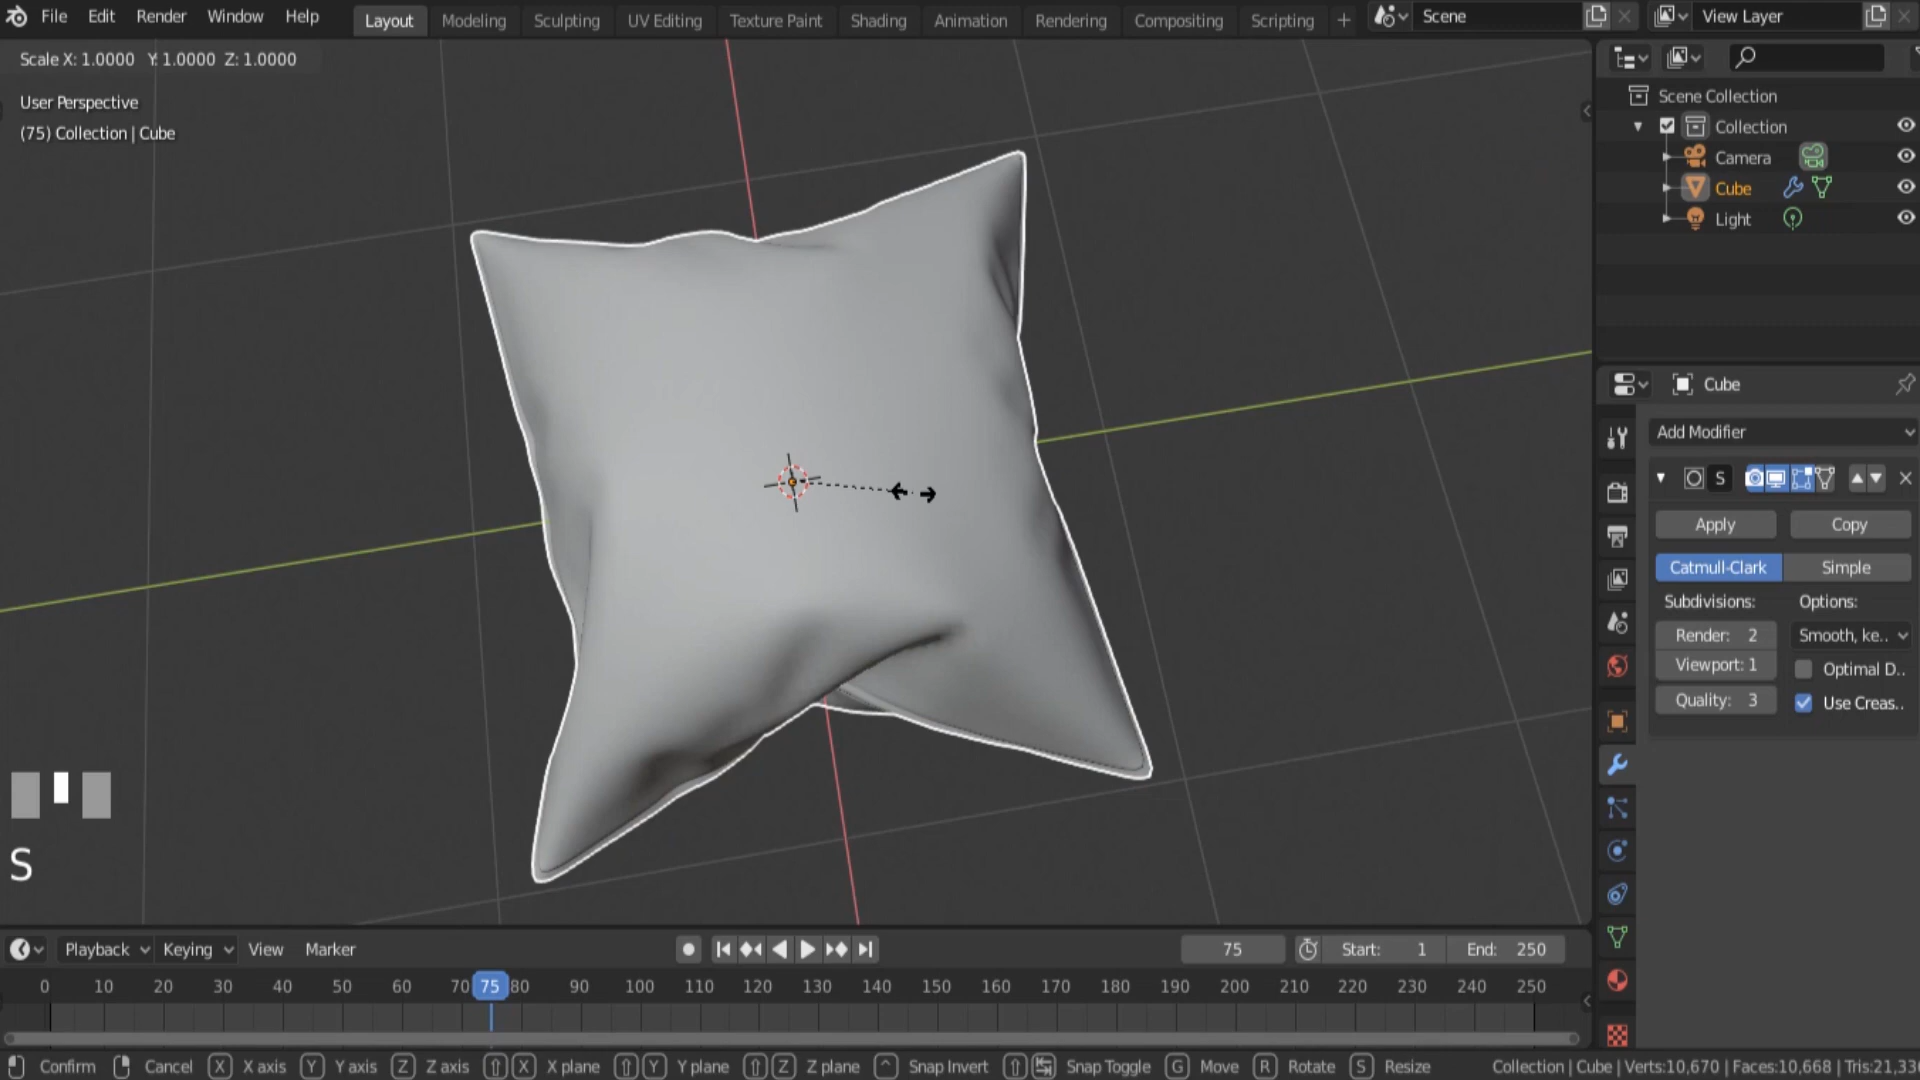 File Edit Render Window Help Layout Modeling Sculpting UV Editing Texture Paint Shading Animation Rendering Compositing Scripting + Scene View Layer
Scale X: 1.0000 Y: 1.0000 Z: 1.0000
User Perspective
(75) Collection | Cube
Scene Collection
Collection
Camera
Cube
Light
Cube
Add Modifier
S
Apply Copy
Catmull-Clark Simple
Subdivisions: Options:
Render: 2 Smooth, ke..
Viewport: 1 Optimal D..
Quality: 3 Use Creas..
S
Playback Keying View Marker 75 Start: 1 End: 250
0 10 20 30 40 50 60 70 75 80 90 100 110 120 130 140 150 160 170 180 190 200 210 220 230 240 250
Confirm Cancel X X axis Y Y axis Z Z axis X X plane Y Y plane Z Z plane Snap Invert Snap Toggle G Move R Rotate S Resize Collection | Cube | Verts:10,670 | Faces:10,668 | Tris:21,33